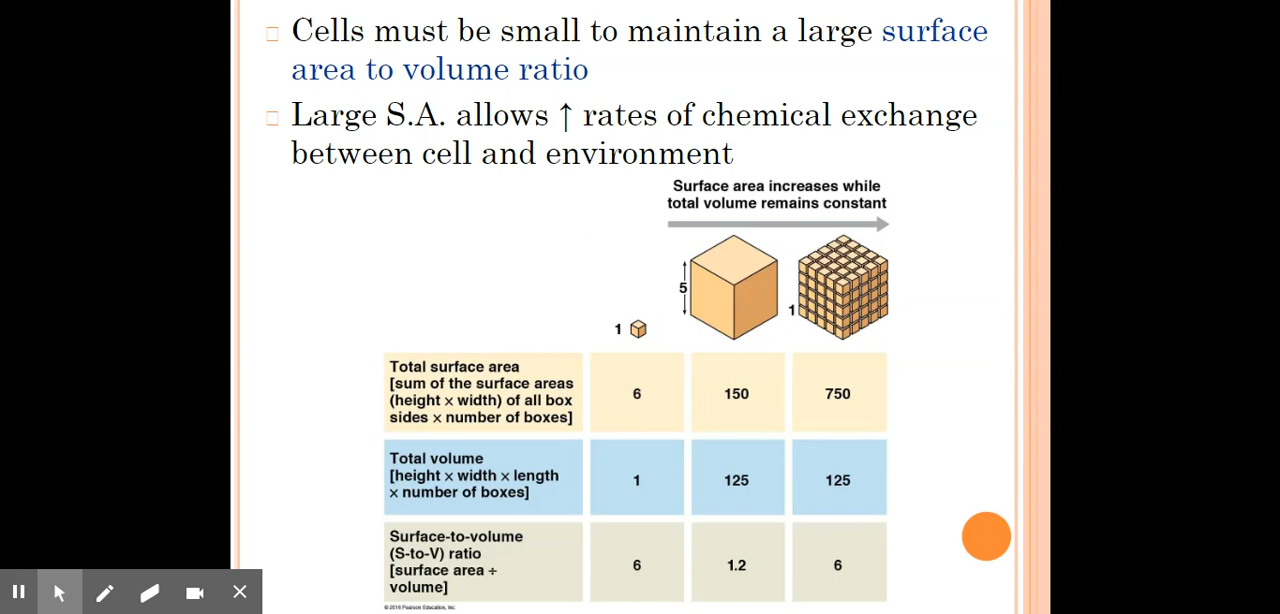 Cells must be small to maintain a large surface
area to volume ratio
Large S.A. allows ↑ rates of chemical exchange
between cell and environment
Surface area increases while
total volume remains constant
5
1
1
Total surface area
[sum of the surface areas
(height × width) of all box
sides × number of boxes]
6
150
750
Total volume
[height × width × length
× number of boxes]
1
125
125
Surface-to-volume
(S-to-V) ratio
[surface area ÷
volume]
6
1.2
6
© 2016 Pearson Education, Inc.